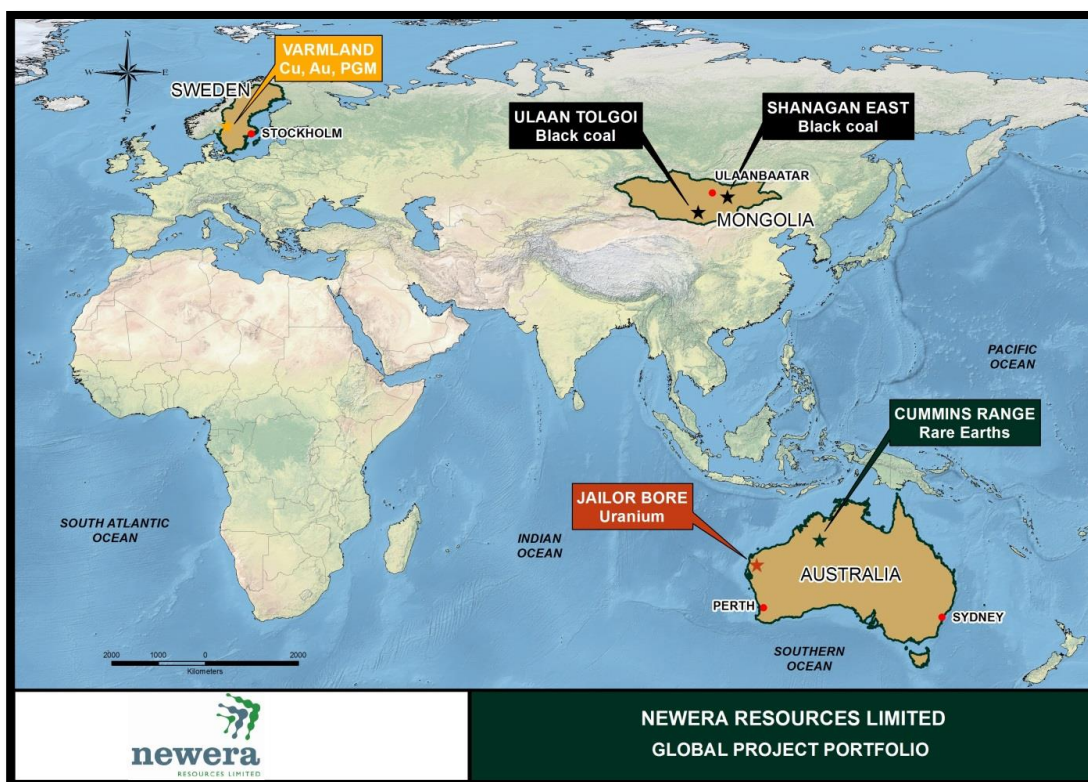 N
W
E
S
VARMLAND
Cu, Au, PGM
SWEDEN
STOCKHOLM
ULAAN TOLGOI
Black coal
SHANAGAN EAST
Black coal
ULAANBAATAR
MONGOLIA
PACIFIC
OCEAN
CUMMINS RANGE
Rare Earths
JAILOR BORE
Uranium
SOUTH ATLANTIC
OCEAN
INDIAN
OCEAN
AUSTRALIA
PERTH
SYDNEY
SOUTHERN
OCEAN
2000 1000 0 2000
Kilometers
newera
RESOURCES LIMITED
NEWERA RESOURCES LIMITED
GLOBAL PROJECT PORTFOLIO